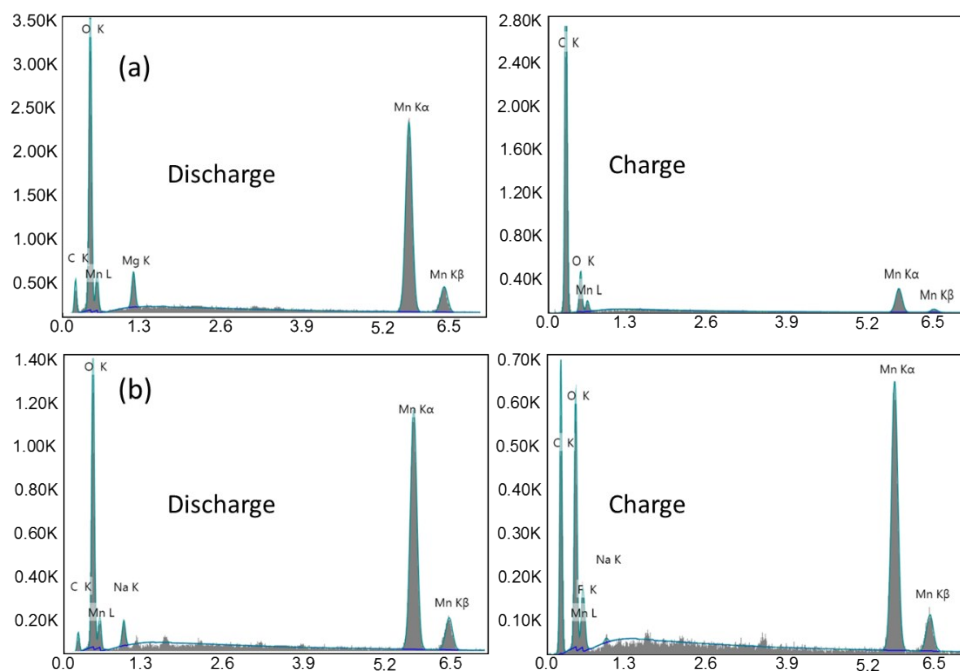 3.50K
O K
(a)
3.00K
2.50K
Mn Kα
2.00K
Discharge
1.50K
1.00K
C K
Mg K
Mn L
0.50K
Mn Kβ
0.0 1.3 2.6 3.9 5.2 6.5
2.80K
C K
2.40K
2.00K
1.60K
Charge
1.20K
0.80K
O K
0.40K
Mn L
Mn Kα
Mn Kβ
0.0 1.3 2.6 3.9 5.2 6.5
1.40K
O K
(b)
1.20K
Mn Kα
1.00K
0.80K
Discharge
0.60K
0.40K
C K
Na K
Mn L
0.20K
Mn Kβ
0.0 1.3 2.6 3.9 5.2 6.5
0.70K
Mn Kα
O K
0.60K
C K
0.50K
0.40K
Charge
0.30K
Na K
0.20K
F K
Mn L
Mn Kβ
0.10K
0.0 1.3 2.6 3.9 5.2 6.5